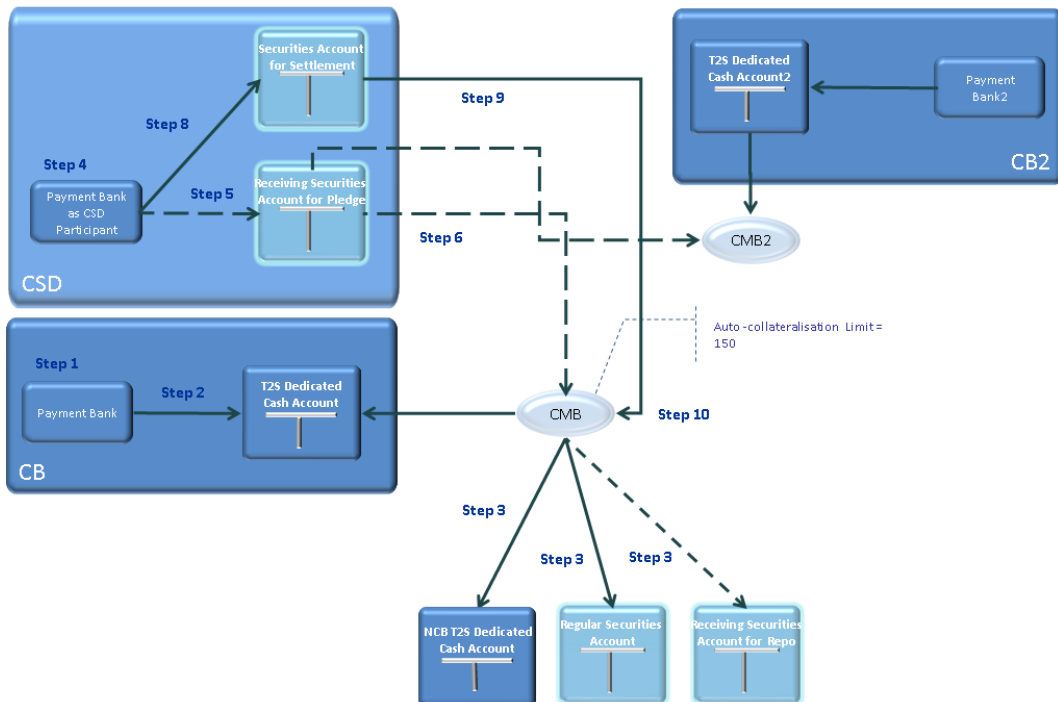 Securities Account
for Settlement
Step 9
Step 8
Step 4
Payment Bank
as CSD
Participant
Step 5
Receiving Securities
Account for Pledge
Step 6
CSD
T2S Dedicated
Cash Account2
Payment
Bank2
CB2
CMB2
Auto-collateralisation Limit =
150
Step 1
Payment Bank
Step 2
T2S Dedicated
Cash Account
CB
CMB
Step 10
Step 3
Step 3
Step 3
NCB T2S Dedicated
Cash Account
Regular Securities
Account
Receiving Securities
Account for Repo